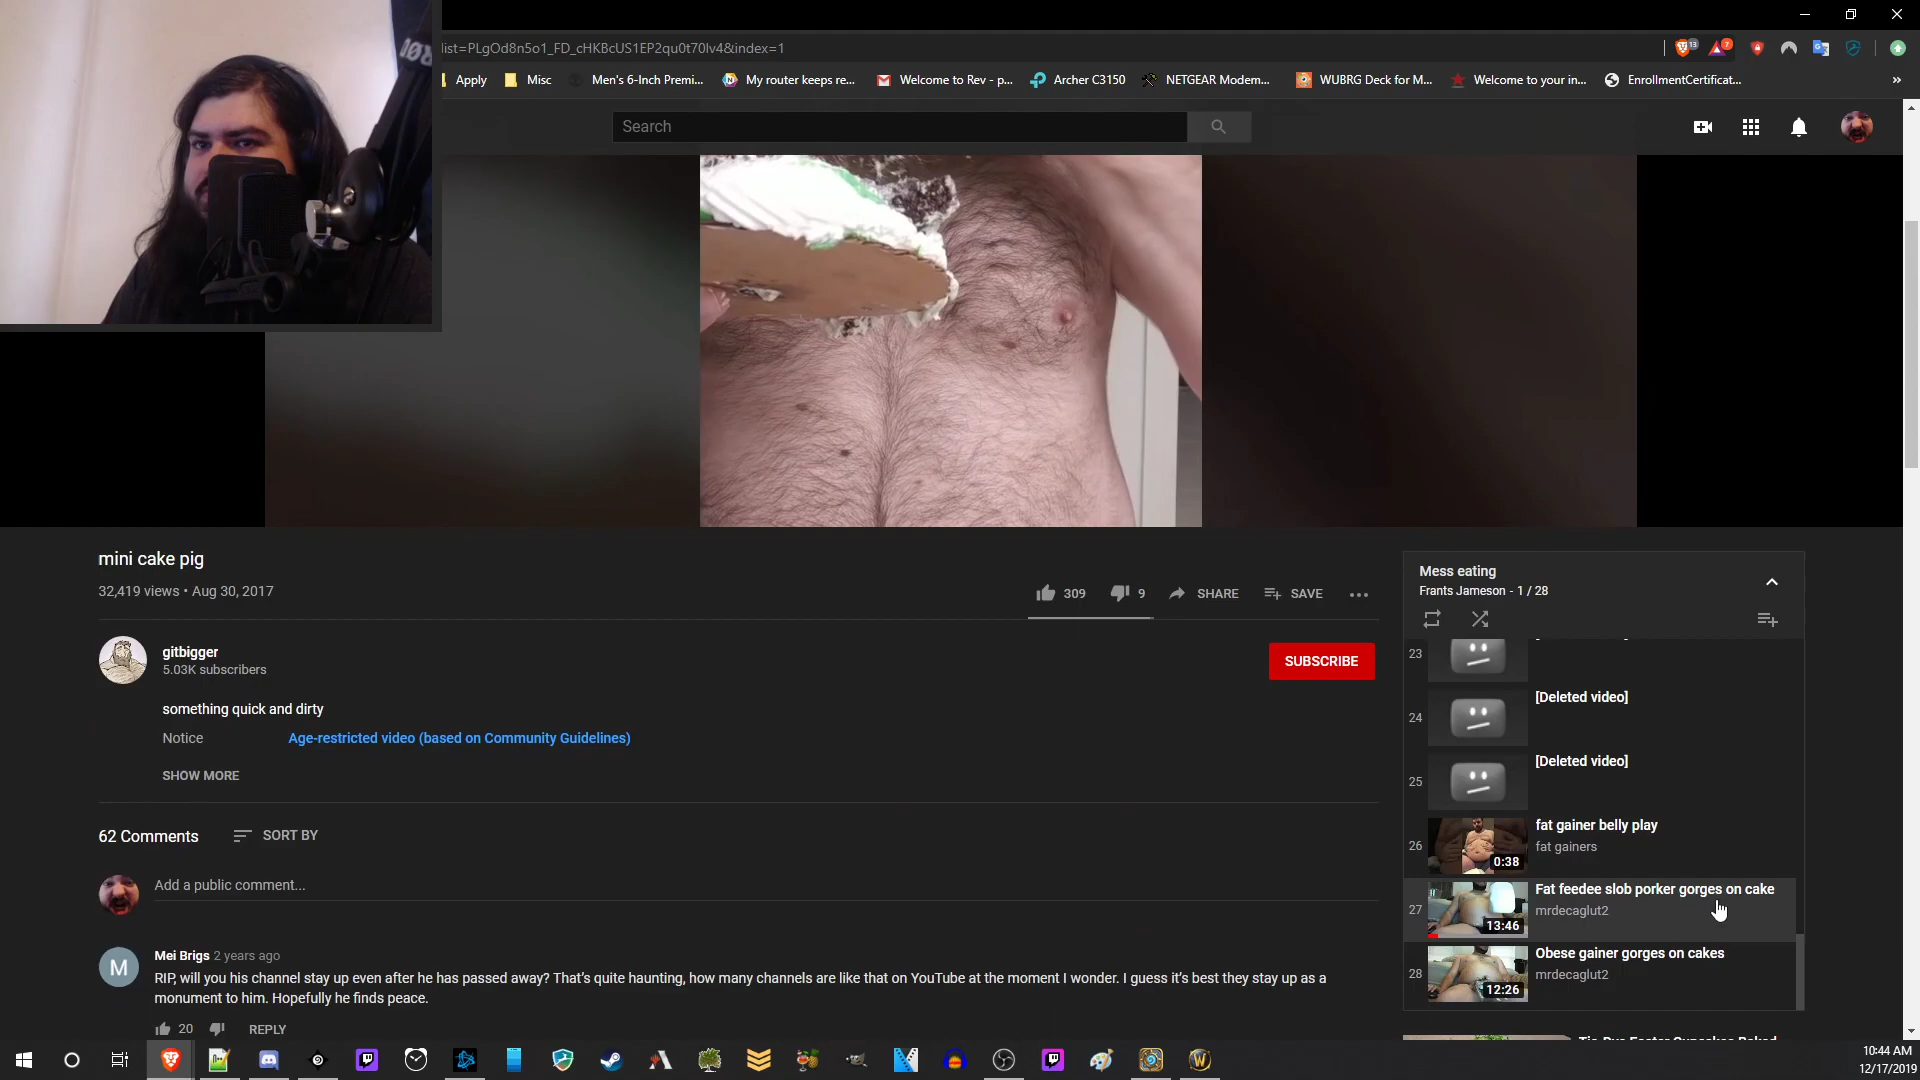 list=PLgOd8n5o1_FD_cHKBcUS1EP2qu0t70lv4&index=1
13
7
Apply
Misc
Men's 6-Inch Premi...
My router keeps re...
Welcome to Rev - p...
Archer C3150
NETGEAR Modem...
WUBRG Deck for M...
Welcome to your in...
EnrollmentCertificat...
»
Search
mini cake pig
32,419 views • Aug 30, 2017
309
9
SHARE
SAVE
gitbigger
5.03K subscribers
SUBSCRIBE
something quick and dirty
Notice
Age-restricted video (based on Community Guidelines)
SHOW MORE
62 Comments
SORT BY
Add a public comment...
M
Mei Brigs 2 years ago
RIP, will you his channel stay up even after he has passed away? That's quite haunting, how many channels are like that on YouTube at the moment I wonder. I guess it's best they stay up as a
monument to him. Hopefully he finds peace.
20
REPLY
Mess eating
Frants Jameson - 1 / 28
23
24
[Deleted video]
25
[Deleted video]
26
0:38
fat gainer belly play
fat gainers
27
13:46
Fat feedee slob porker gorges on cake
mrdecaglut2
28
12:26
Obese gainer gorges on cakes
mrdecaglut2
10:44 AM
12/17/2019